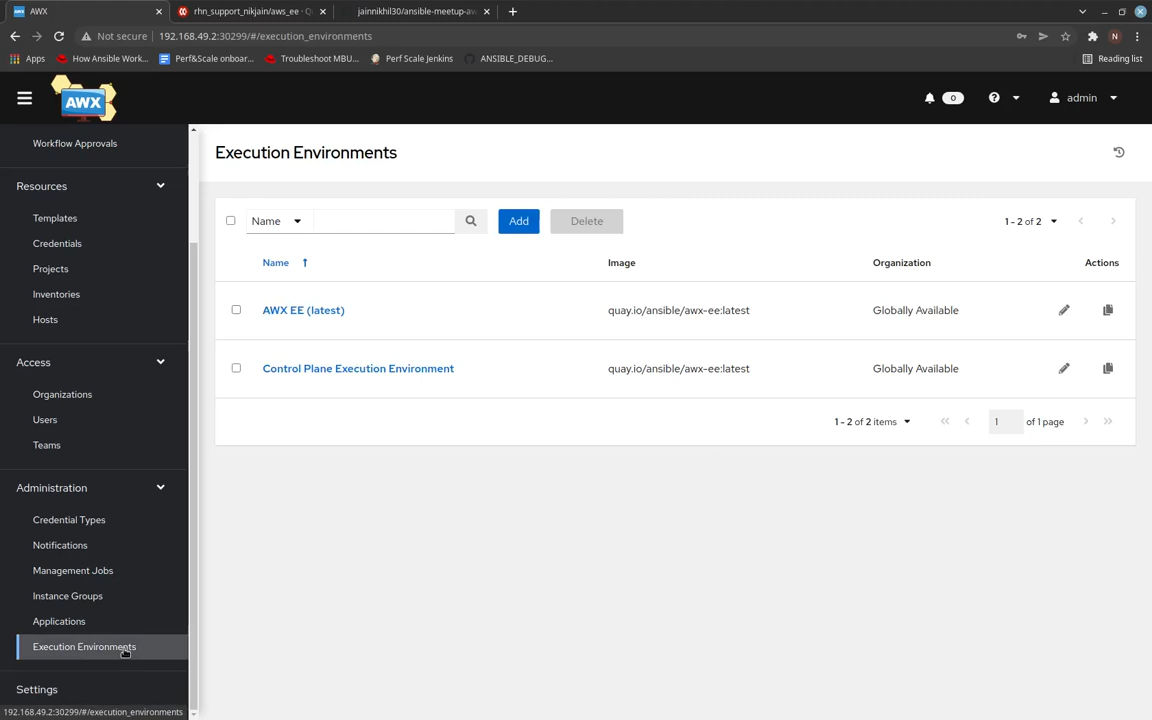 AWX
rhn_support_nikjain/aws_ee · Q
jainnikhil30/ansible-meetup-aw
Not secure
192.168.49.2:30299/#/execution_environments
N
Apps
How Ansible Work...
Perf&Scale onboar...
Troubleshoot MBU...
Perf Scale Jenkins
ANSIBLE_DEBUG...
Reading list
AWX
0
admin
Workflow Approvals
Resources
Templates
Credentials
Projects
Inventories
Hosts
Access
Organizations
Users
Teams
Administration
Credential Types
Notifications
Management Jobs
Instance Groups
Applications
Execution Environments
Settings
192.168.49.2:30299/#/execution_environments
Execution Environments
Name
Add
Delete
1 - 2 of 2
Name
Image
Organization
Actions
AWX EE (latest)
quay.io/ansible/awx-ee:latest
Globally Available
Control Plane Execution Environment
quay.io/ansible/awx-ee:latest
Globally Available
1 - 2 of 2 items
1
of 1 page